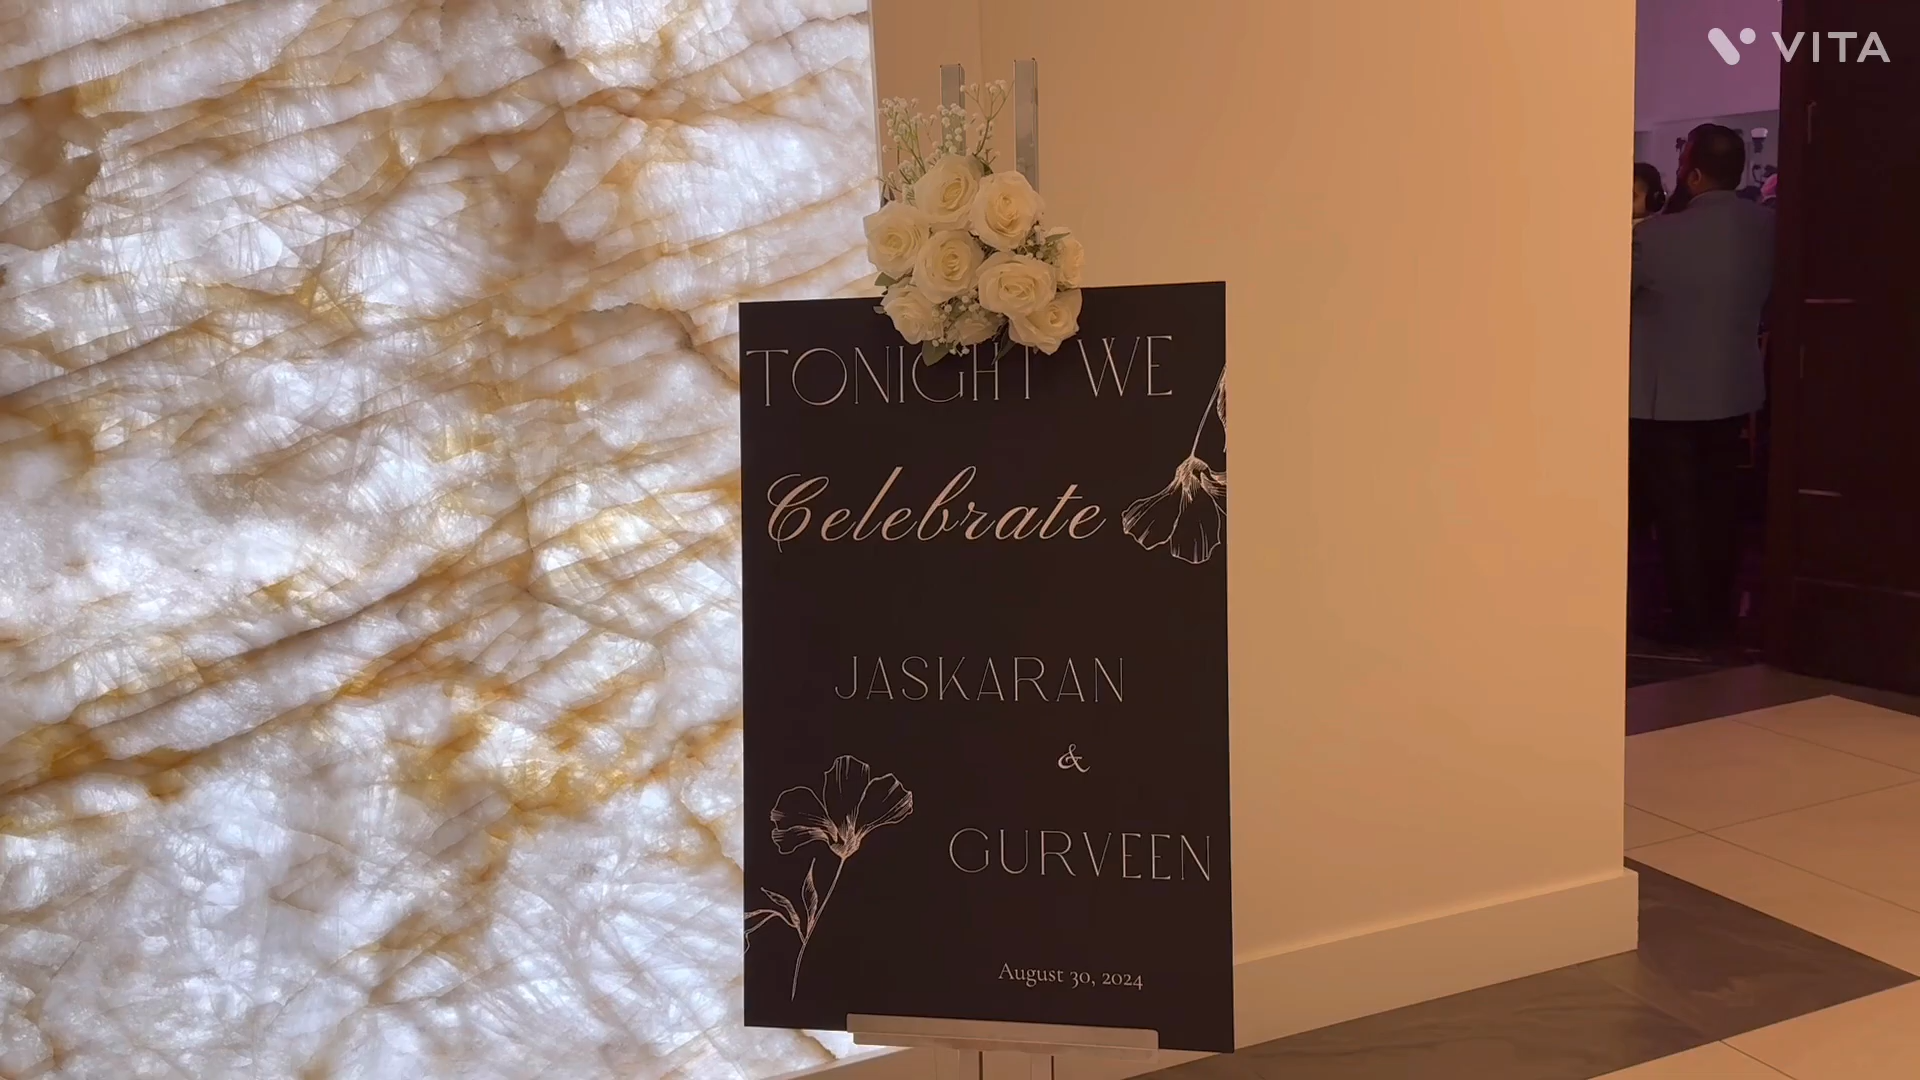 VITA
TONIGHT WE
Celebrate
JASKARAN
&
GURVEEN
August 30, 2024